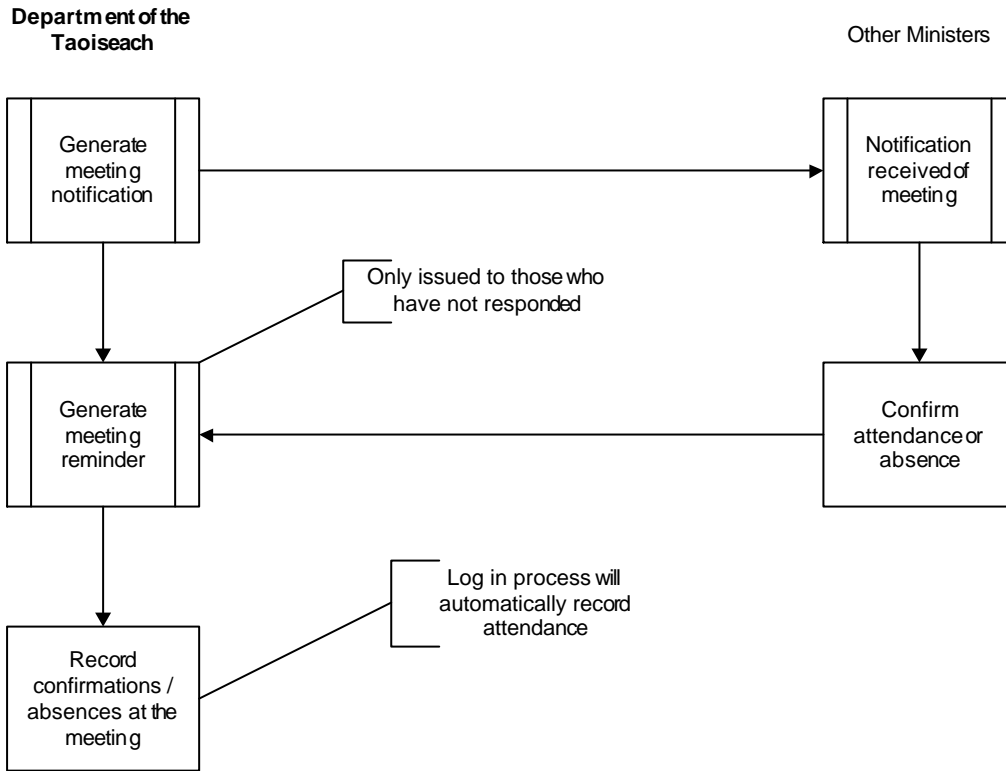 Department of the
Taoiseach
Other Ministers
Generate
meeting
notification
Notification
received of
meeting
Only issued to those who
have not responded
Generate
meeting
reminder
Confirm
attendance or
absence
Log in process will
automatically record
attendance
Record
confirmations /
absences at the
meeting